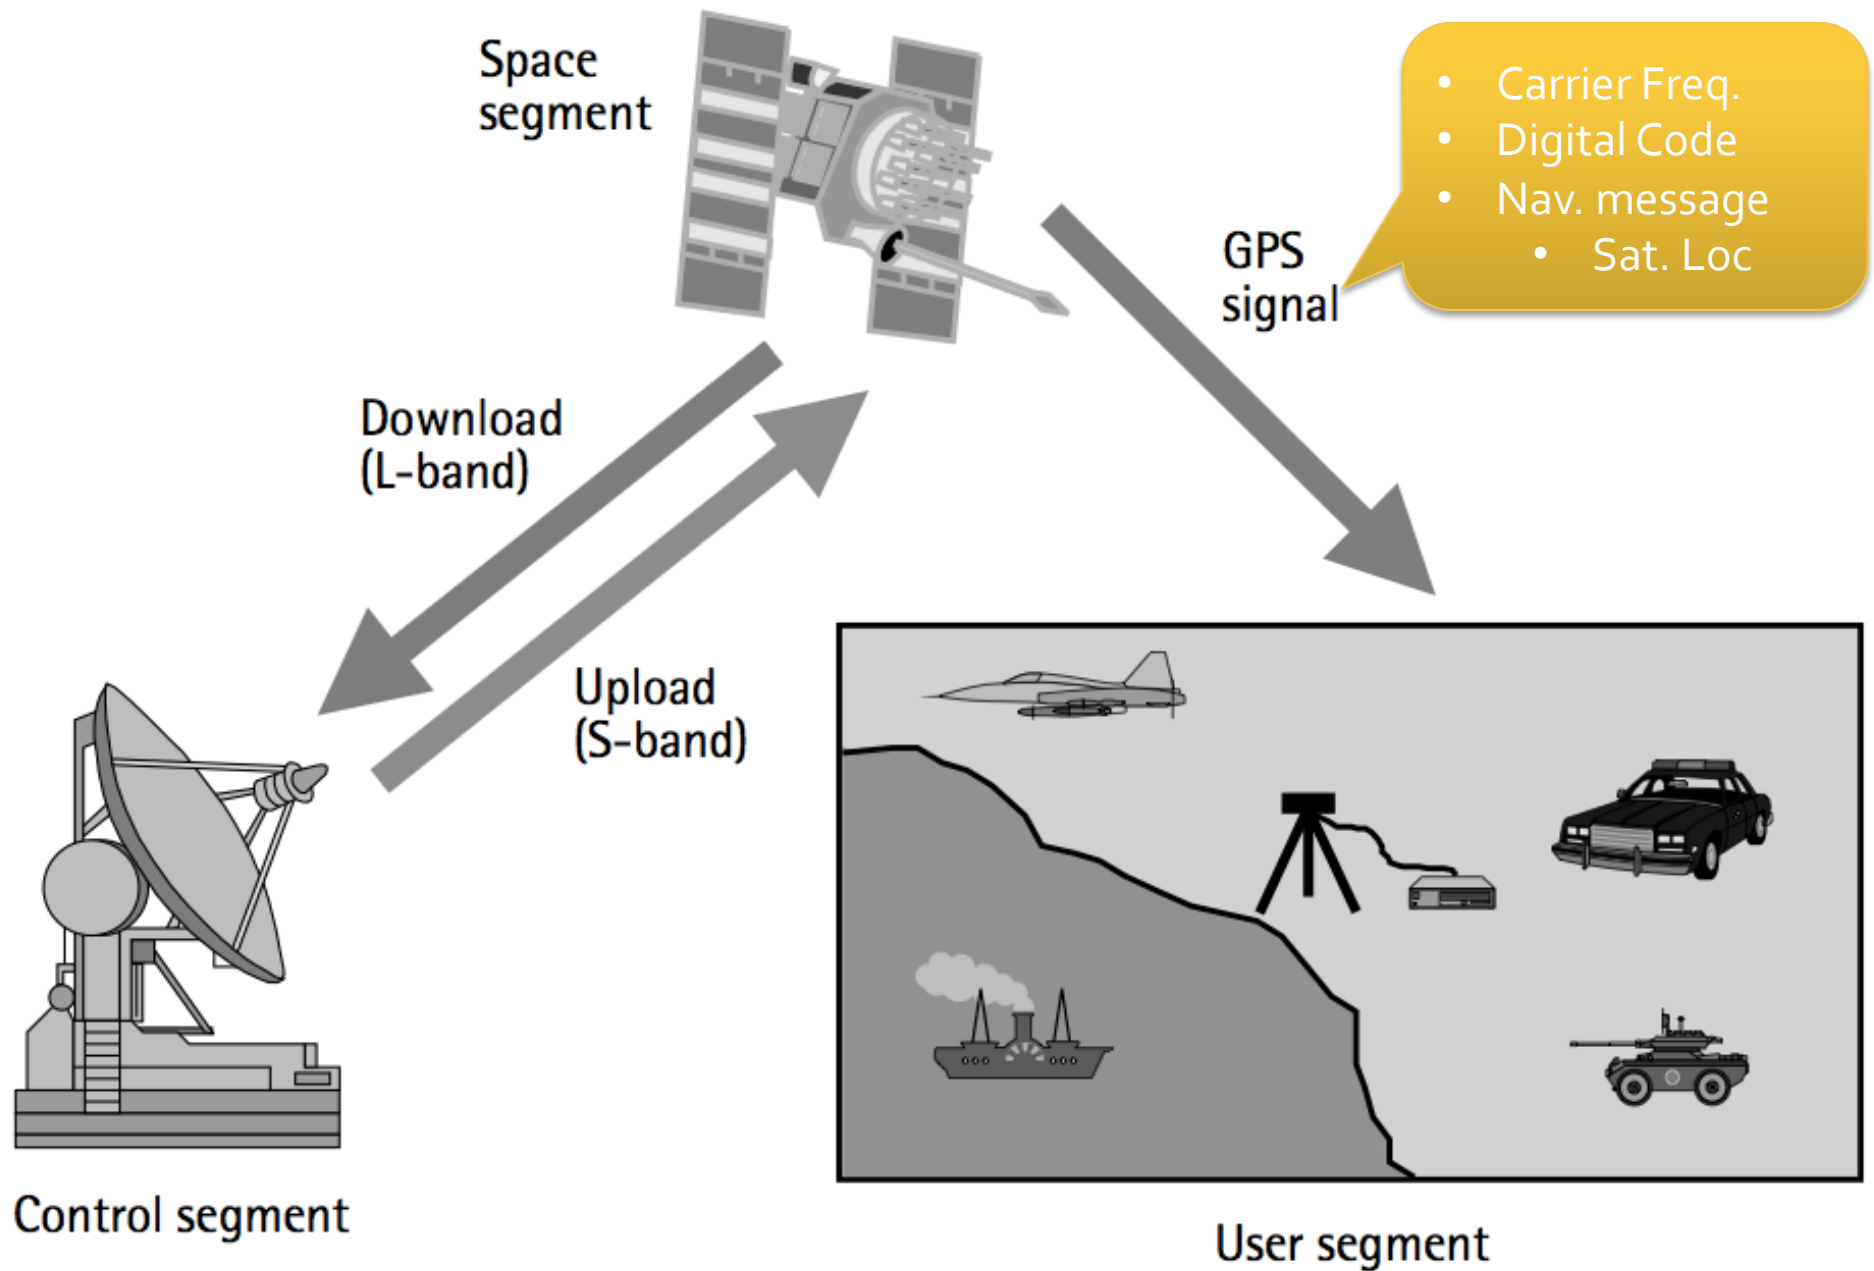 Space
segment
• Carrier Freq.
• Digital Code
• Nav. message
• Sat. Loc
GPS
signal
Download
(L-band)
Upload
(S-band)
Control segment
User segment